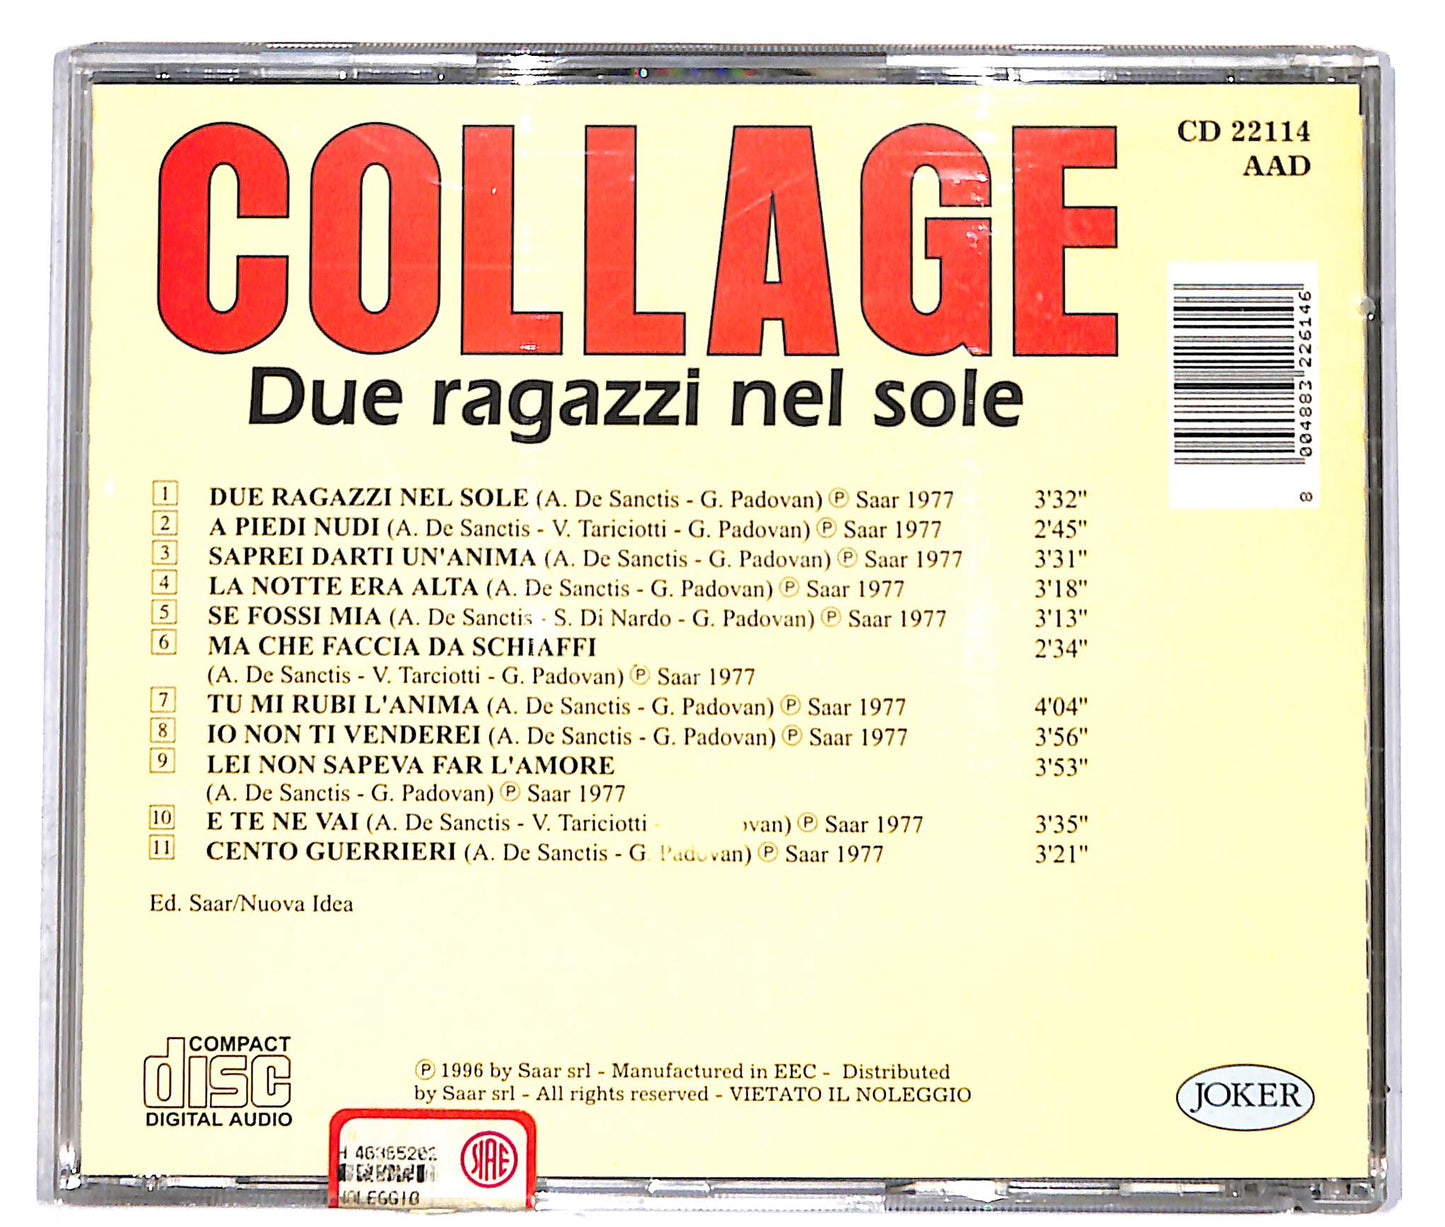 COLLAGE
Due ragazzi nel sole
CD 22114
AAD
8 004883 226146
1 DUE RAGAZZI NEL SOLE (A. De Sanctis - G. Padovan) ℗ Saar 1977 3'32"
2 A PIEDI NUDI (A. De Sanctis - V. Tariciotti - G. Padovan) ℗ Saar 1977 2'45"
3 SAPREI DARTI UN'ANIMA (A. De Sanctis - G. Padovan) ℗ Saar 1977 3'31"
4 LA NOTTE ERA ALTA (A. De Sanctis - G. Padovan) ℗ Saar 1977 3'18"
5 SE FOSSI MIA (A. De Sanctis - S. Di Nardo - G. Padovan) ℗ Saar 1977 3'13"
6 MA CHE FACCIA DA SCHIAFFI 2'34"
(A. De Sanctis - V. Tarciotti - G. Padovan) ℗ Saar 1977
7 TU MI RUBI L'ANIMA (A. De Sanctis - G. Padovan) ℗ Saar 1977 4'04"
8 IO NON TI VENDEREI (A. De Sanctis - G. Padovan) ℗ Saar 1977 3'56"
9 LEI NON SAPEVA FAR L'AMORE 3'53"
(A. De Sanctis - G. Padovan) ℗ Saar 1977
10 E TE NE VAI (A. De Sanctis - V. Tariciotti - van) ℗ Saar 1977 3'35"
11 CENTO GUERRIERI (A. De Sanctis - G. Padovan) ℗ Saar 1977 3'21"
Ed. Saar/Nuova Idea
COMPACT
disc
DIGITAL AUDIO
℗ 1996 by Saar srl - Manufactured in EEC - Distributed
by Saar srl - All rights reserved - VIETATO IL NOLEGGIO
JOKER
H 46365202
SIAE
NOLEGGIO